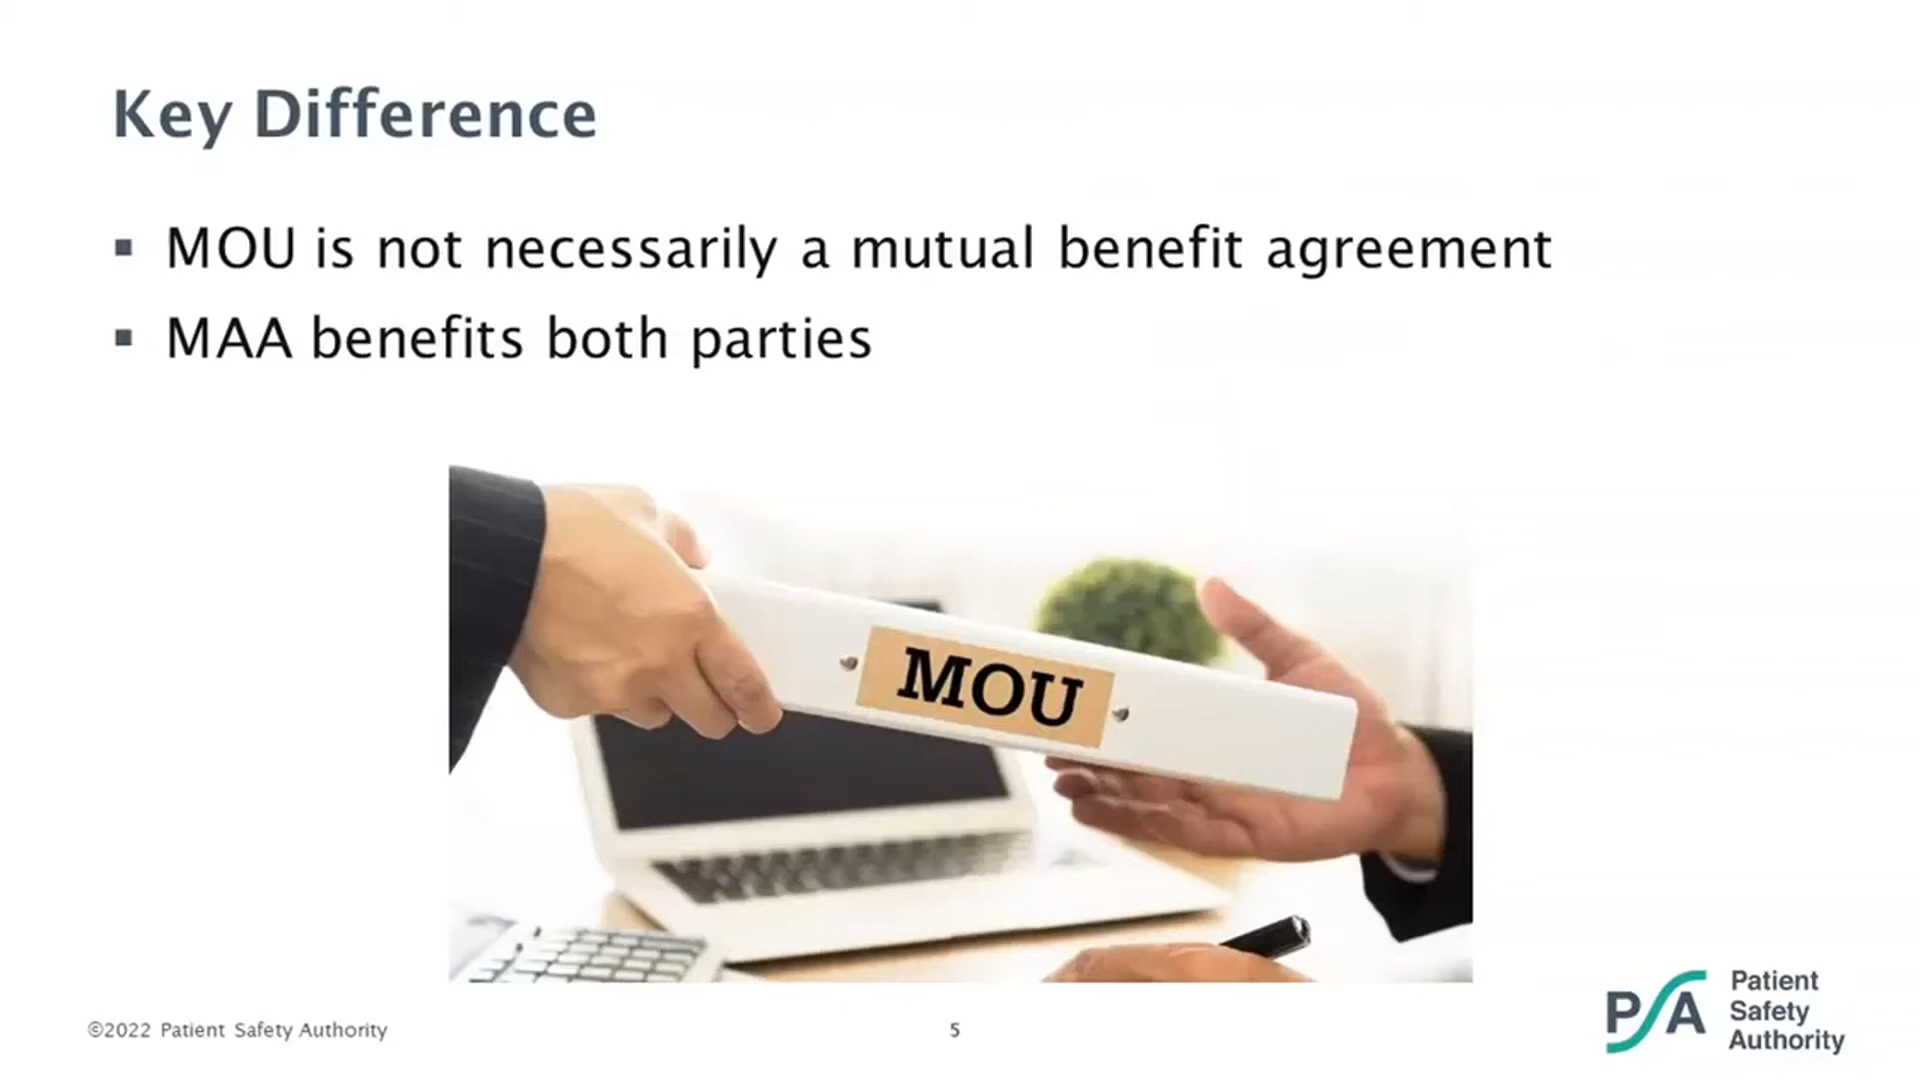 Key Difference
▪ MOU is not necessarily a mutual benefit agreement
▪ MAA benefits both parties
MOU
©2022 Patient Safety Authority
5
PSA
Patient
Safety
Authority